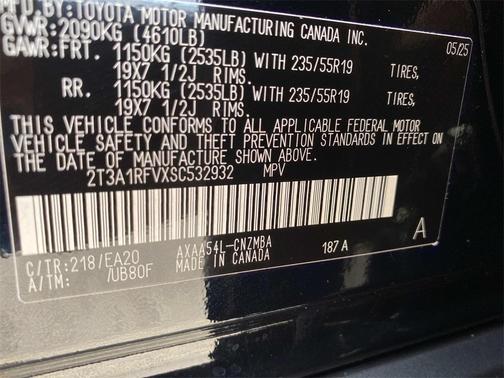 MFD. BY: TOYOTA MOTOR MANUFACTURING CANADA INC.
GVWR: 2090KG (4610LB) 05/25
GAWR: FRT. 1150KG (2535LB) WITH 235/55R19 TIRES,
19X7 1/2J RIMS.
RR. 1150KG (2535LB) WITH 235/55R19 TIRES,
19X7 1/2J RIMS.
THIS VEHICLE CONFORMS TO ALL APPLICABLE FEDERAL MOTOR
VEHICLE SAFETY AND THEFT PREVENTION STANDARDS IN EFFECT ON
THE DATE OF MANUFACTURE SHOWN ABOVE.
2T3A1RFVXSC532932 MPV
A
C/TR:218/EA20 AXAA54L-CNZMBA 187 A
A/TM: /UB80F MADE IN CANADA